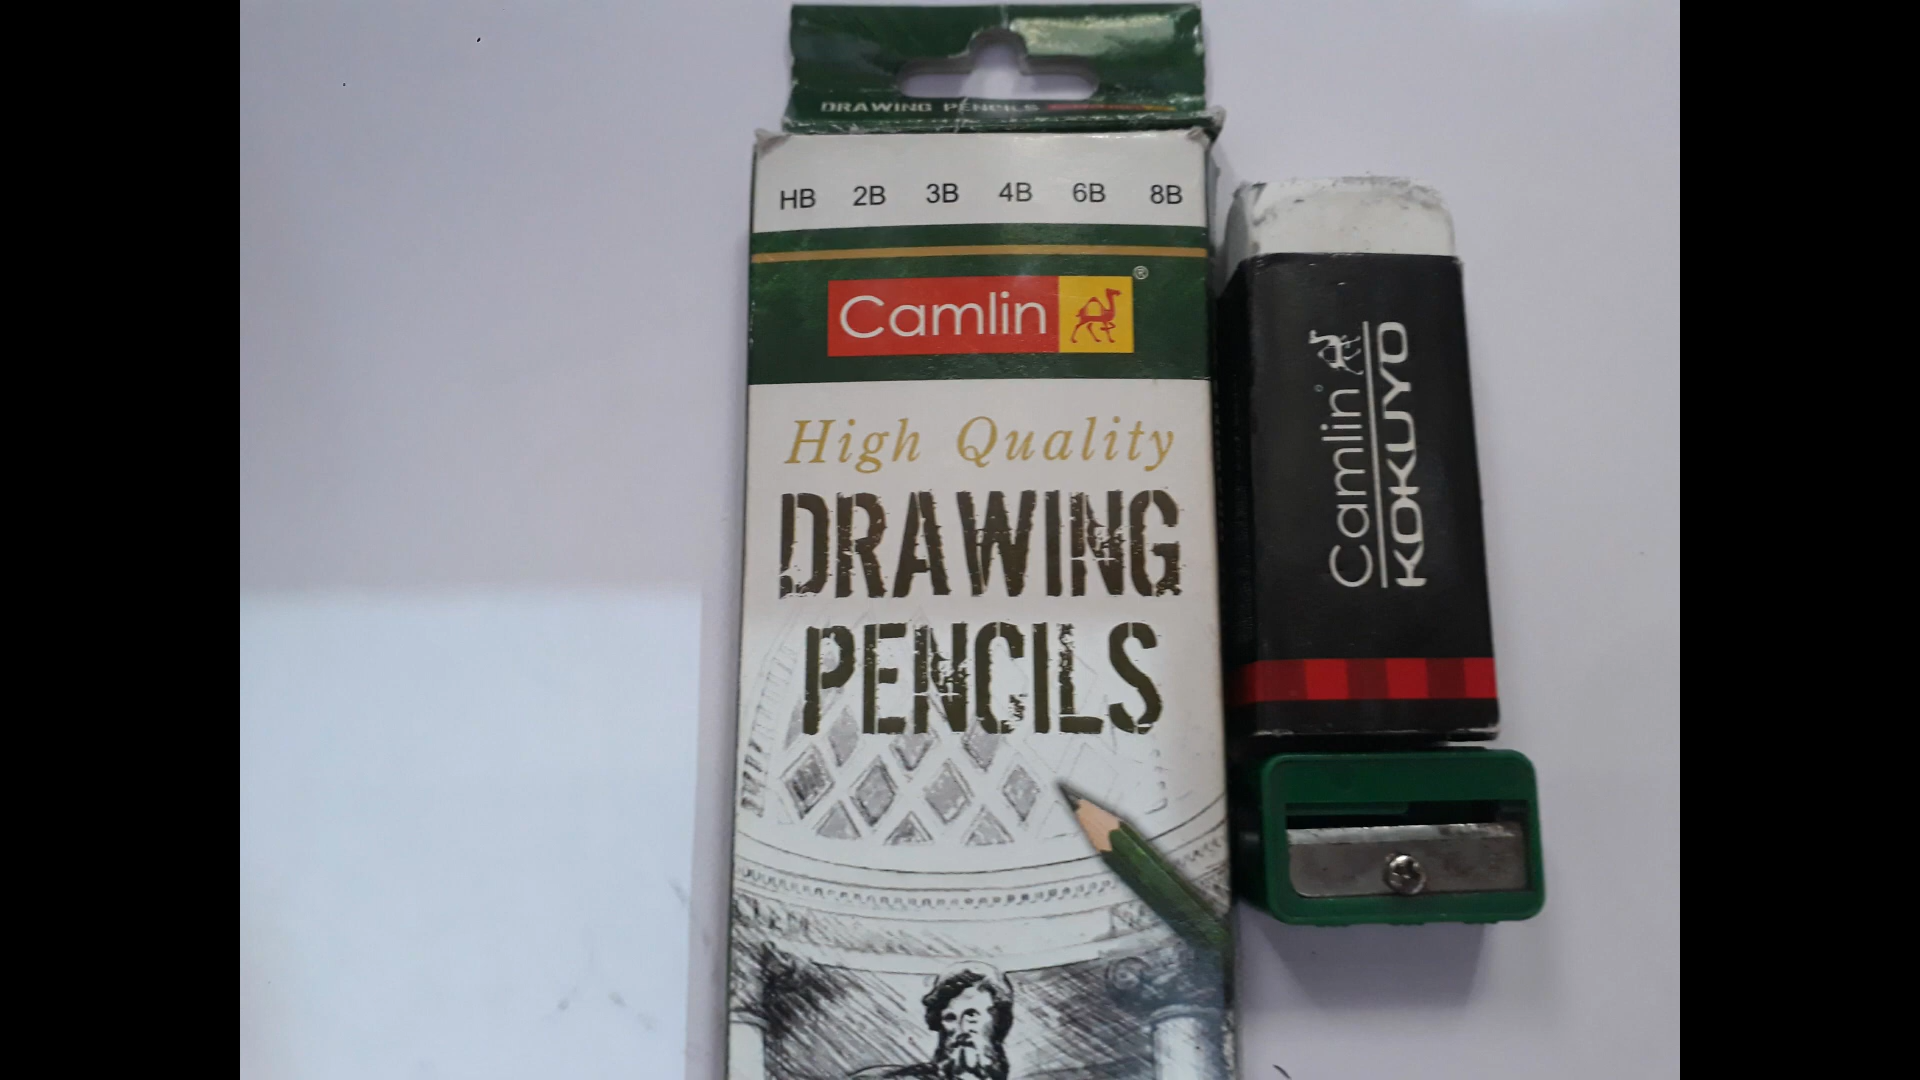 DRAWING PENCILS
HB 2B 3B 4B 6B 8B
Camlin®
High Quality
DRAWING
PENCILS
Camlin
KOKUYO